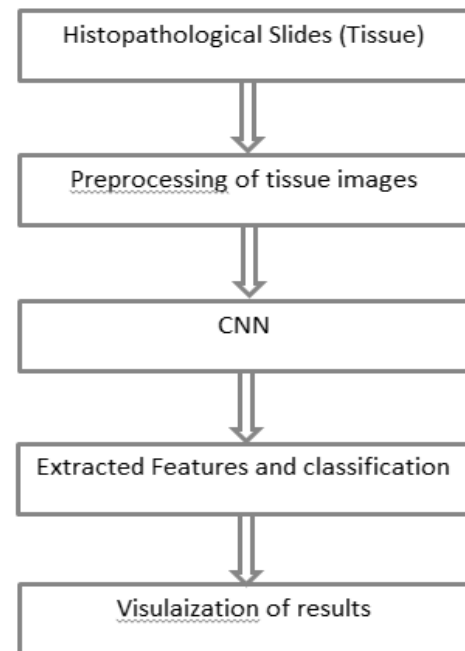 Histopathological Slides (Tissue)
Preprocessing of tissue images
CNN
Extracted Features and classification
Visulaization of results